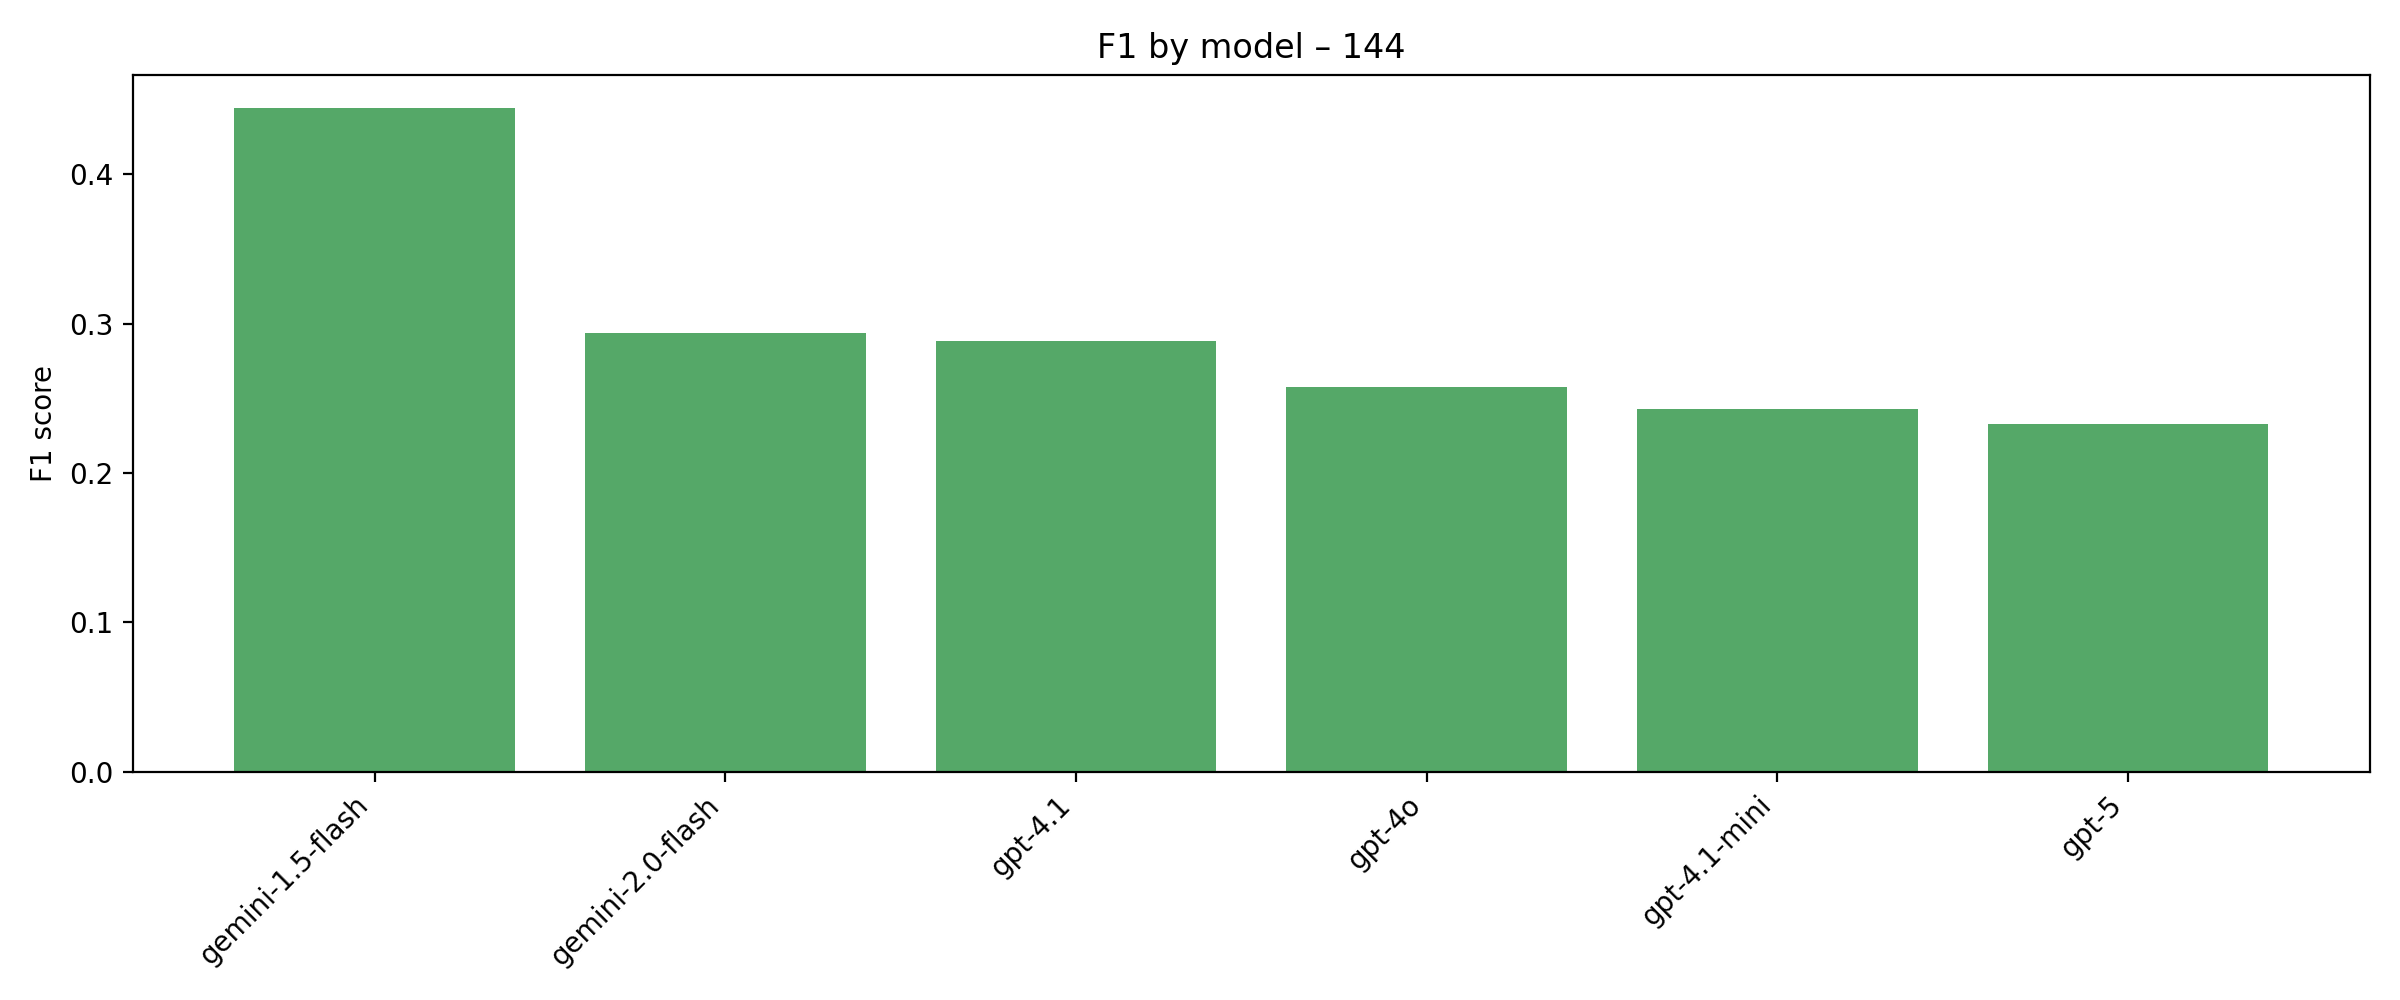 F1 by model – 144
F1 score
0.4
0.3
0.2
0.1
0.0
gemini-1.5-flash
gemini-2.0-flash
gpt-4.1
gpt-4o
gpt-4.1-mini
gpt-5